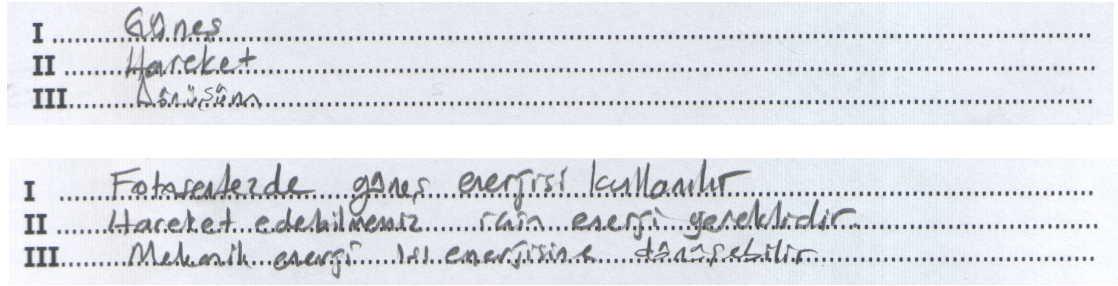 I Güneş
II Hareket
III Dönüşüm
I Fotosentezde güneş enerjisi kullanılır
II Hareket edebilmemiz için enerji gereklidir.
III Mekanik enerji ısı enerjisine dönüşebilir